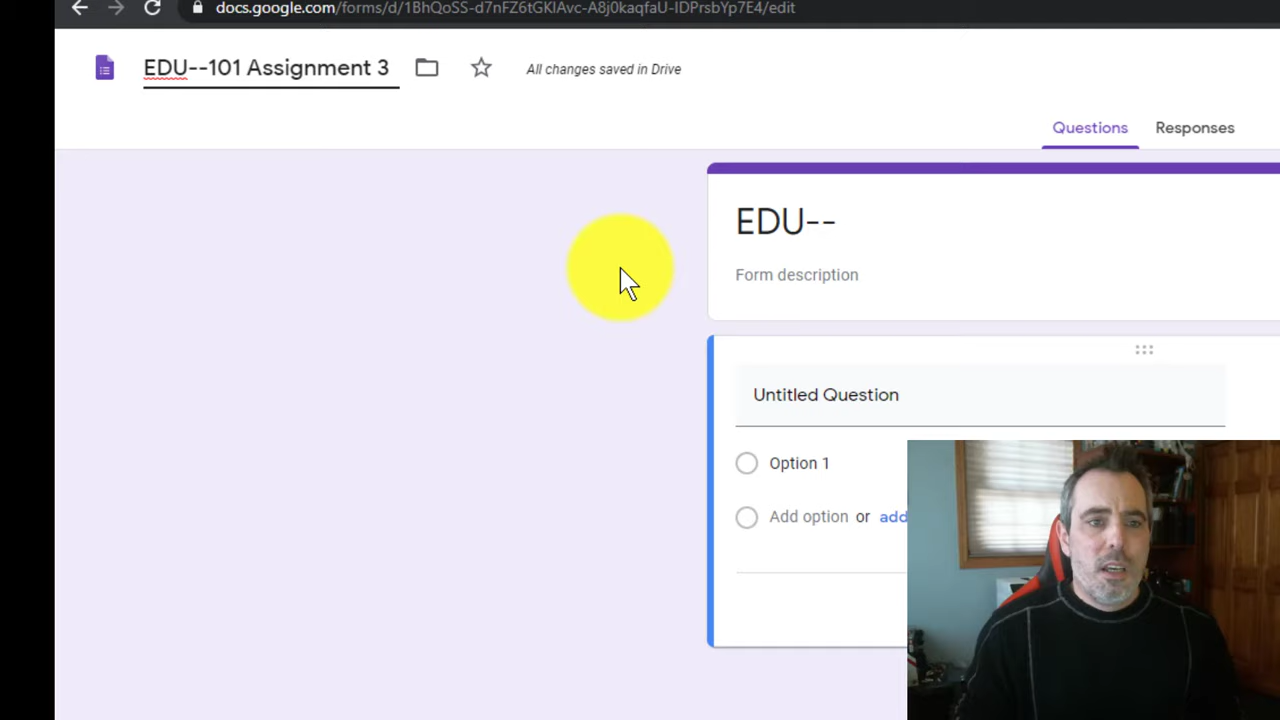 docs.google.com/forms/d/1BhQoSS-d7nFZ6tGKlAvc-A8j0kaqfaU-IDPrsbYp7E4/edit
EDU--101 Assignment 3
All changes saved in Drive
Questions Responses
EDU--
Form description
Untitled Question
Option 1
Add option or add